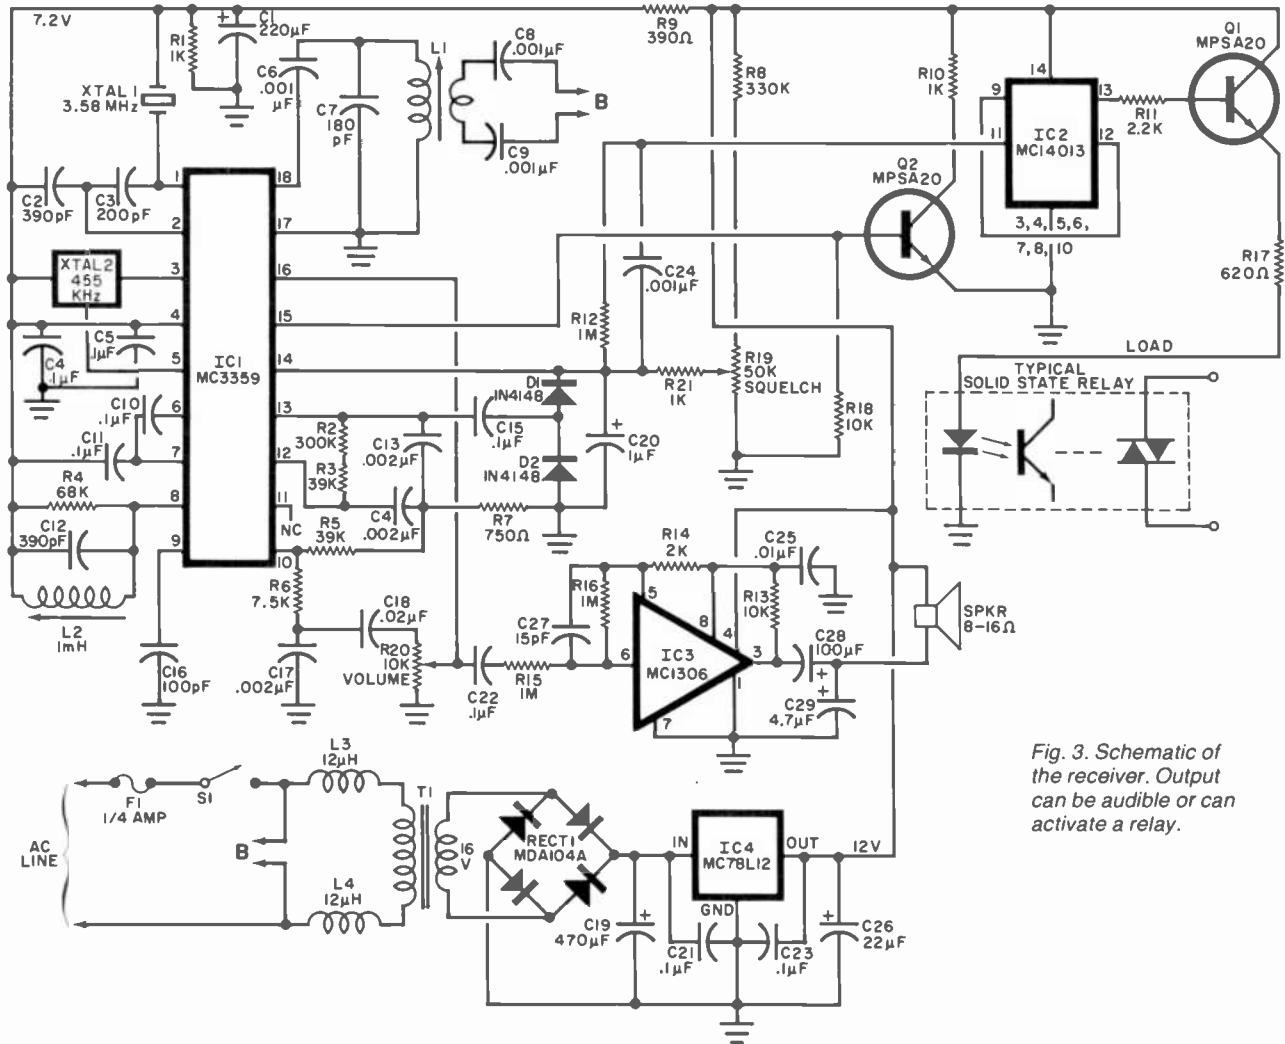 7.2V
R1
1K
C1
220µF
XTAL1
3.58 MHz
C6
.001
µF
C7
180
pF
L1
C8
.001µF
B
C9
.001µF
R9
390Ω
R8
330K
R10
1K
Q1
MPSA20
14
9
13
11
12
IC2
MC14013
3,4, 5,6,
7,8, 10
R11
2.2K
Q2
MPSA20
R17
620Ω
C2
390pF
C3
200pF
XTAL2
455
KHz
1
2
3
4
5
6
7
8
9
18
17
16
15
14
13
12
11
10
IC1
MC3359
NC
C4
.1µF
C5
.1µF
C10
.1µF
C11
.1µF
R4
68K
C12
390pF
L2
1mH
C16
100pF
R2
300K
R3
39K
C13
.002µF
C15
.1µF
C4
.002µF
R5
39K
R7
750Ω
D1
IN4148
D2
IN4148
R12
1M
C24
.001µF
C20
1µF
+
R21
1K
R19
50K
SQUELCH
R18
10K
LOAD
TYPICAL
SOLID STATE RELAY
R6
7.5K
C17
.002µF
C18
.02µF
R20
10K
VOLUME
C22
.1µF
R15
1M
C27
15pF
R16
1M
R14
2K
5
8
4
6
3
1
7
IC3
MC1306
C25
.01µF
R13
10K
C28
100µF
+
C29
4.7µF
+
SPKR
8-16Ω
AC
LINE
F1
1/4 AMP
S1
B
L3
12µH
L4
12µH
T1
16
V
RECT1
MDA104A
C19
470µF
+
IN
IC4
MC78L12
OUT
GND
12V
C21
.1µF
C23
.1µF
C26
22µF
+
Fig. 3. Schematic of
the receiver. Output
can be audible or can
activate a relay.